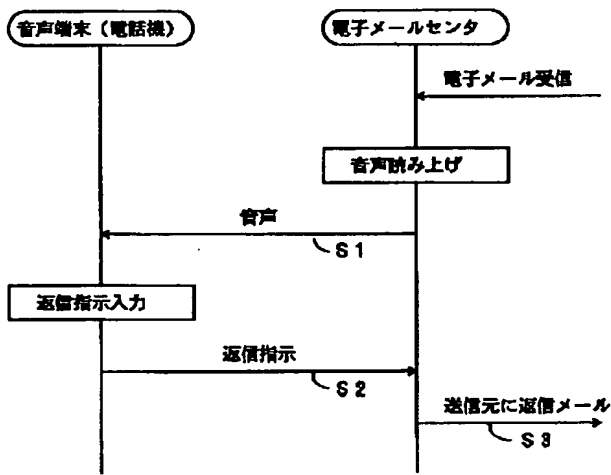 音声端末（電話機）
電子メールセンタ
電子メール受信
音声読み上げ
音声
S1
返信指示入力
返信指示
S2
送信元に返信メール
S3